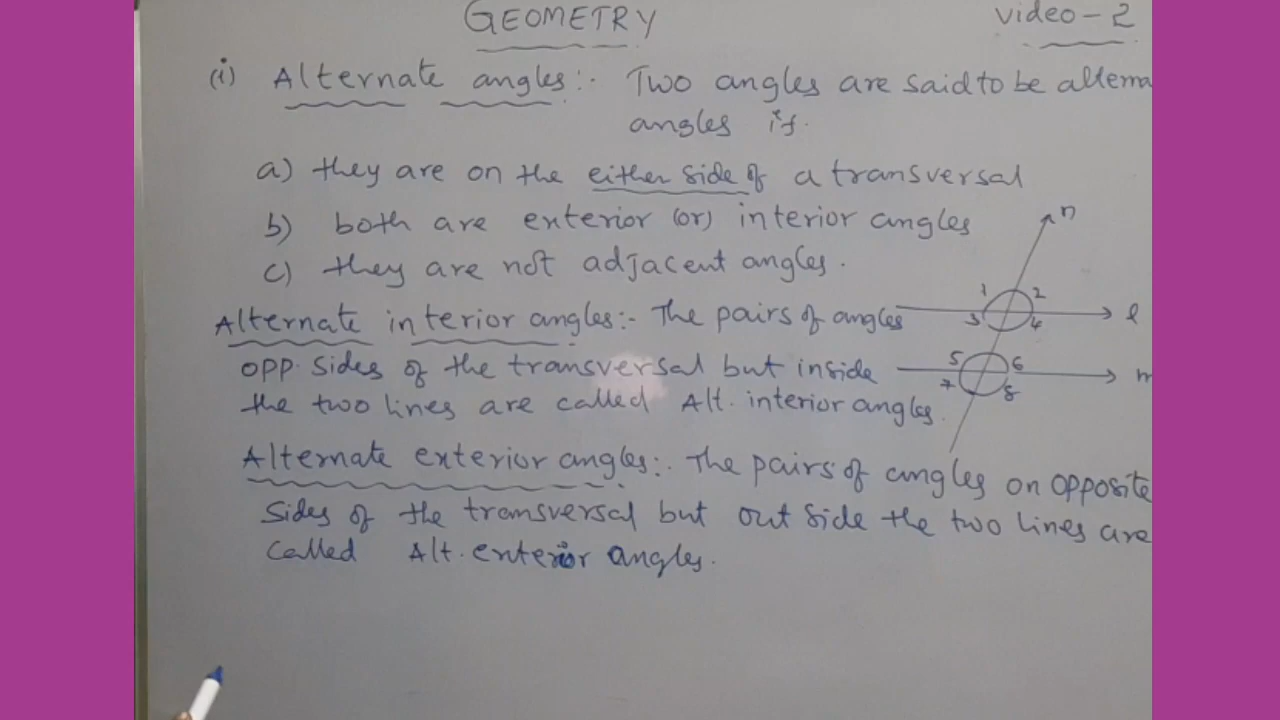 GEOMETRY
video-2
(i) Alternate angles:- Two angles are said to be alterna
angles if.
a) they are on the either side of a transversal
b) both are exterior (or) interior angles
c) they are not adjacent angles.
Alternate interior angles:- The pairs of angles
opp. sides of the transversal but inside
the two lines are called Alt. interior angles.
n
1 2
3 4
l
5 6
7 8
m
Alternate exterior angles:. The pairs of angles on opposite
sides of the transversal but out side the two lines are
called Alt. exterior angles.